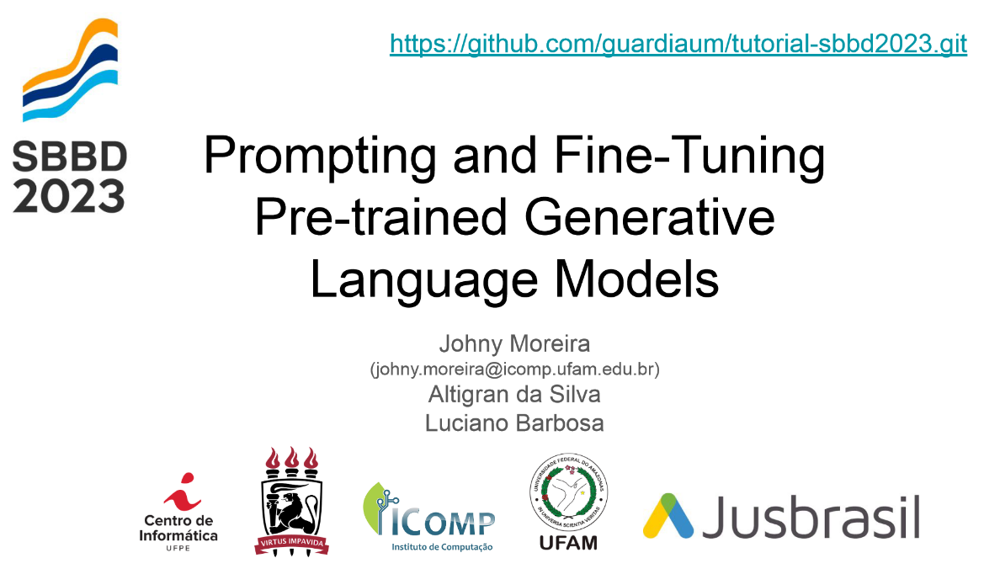 https://github.com/guardiaum/tutorial-sbbd2023.git
SBBD
2023
Prompting and Fine-Tuning
Pre-trained Generative
Language Models
Johny Moreira
(johny.moreira@icomp.ufam.edu.br)
Altigran da Silva
Luciano Barbosa
Centro de
Informática
UFPE
VIRTUS IMPAVIDA
ICOMP
Instituto de Computação
UNIVERSIDADE FEDERAL DO AMAZONAS
IN UNIVERSA SCIENTIA VERITAS
UFAM
Jusbrasil